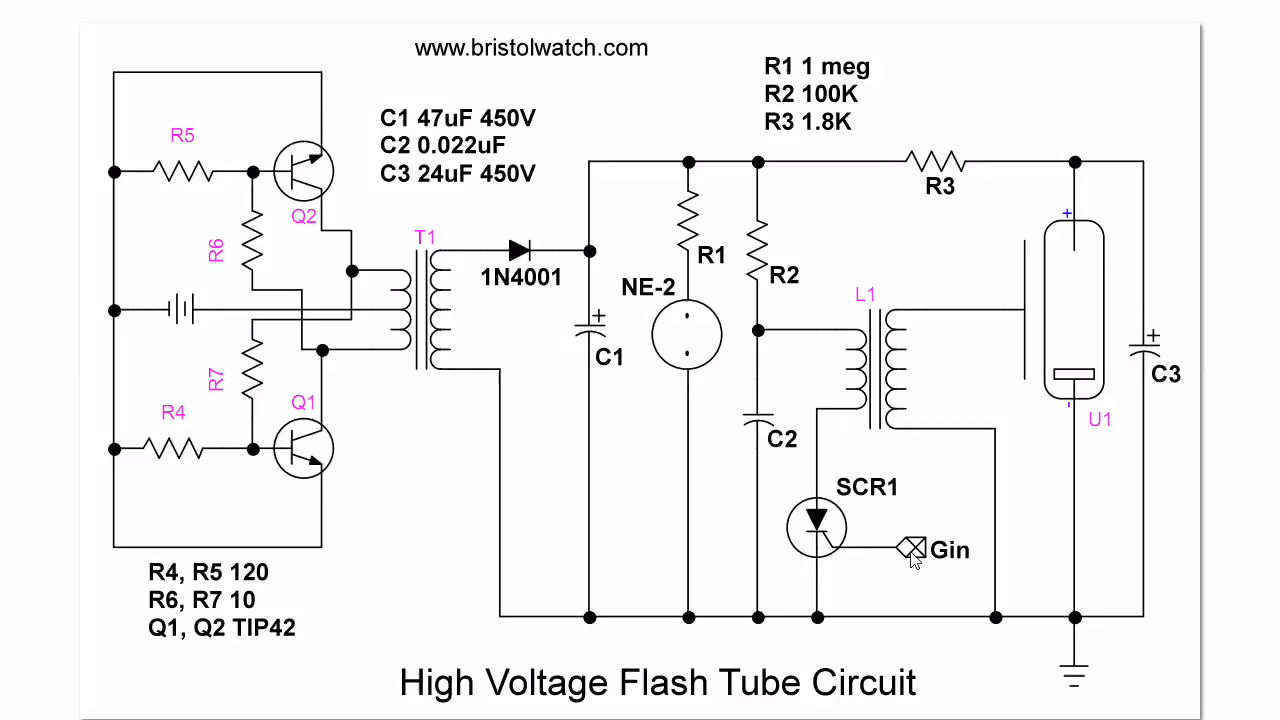 www.bristolwatch.com
R1 1 meg
R2 100K
R3 1.8K
C1 47uF 450V
C2 0.022uF
C3 24uF 450V
R5
Q2
R6
T1
1N4001
R1
R2
R3
NE-2
L1
+
+
+
C1
C3
R7
R4
Q1
C2
-
U1
SCR1
Gin
R4, R5 120
R6, R7 10
Q1, Q2 TIP42
High Voltage Flash Tube Circuit